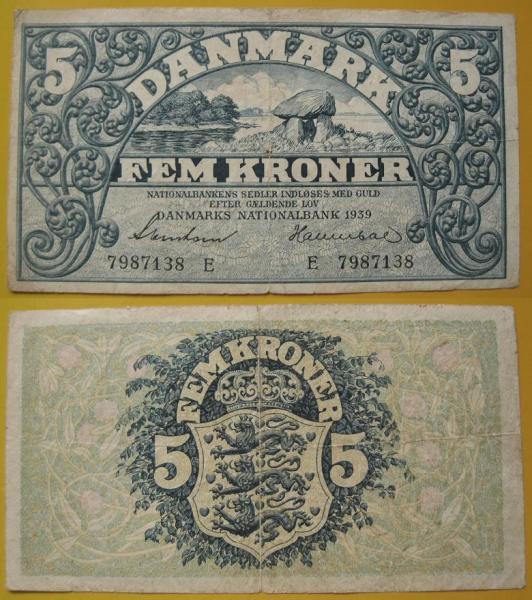 5 DANMARK 5
FEM KRONER
NATIONALBANKENS SEDLER INDLØSES MED GULD
EFTER GÆLDENDE LOV
DANMARKS NATIONALBANK 1939
7987138 E E 7987138
FEM KRONER
5 5